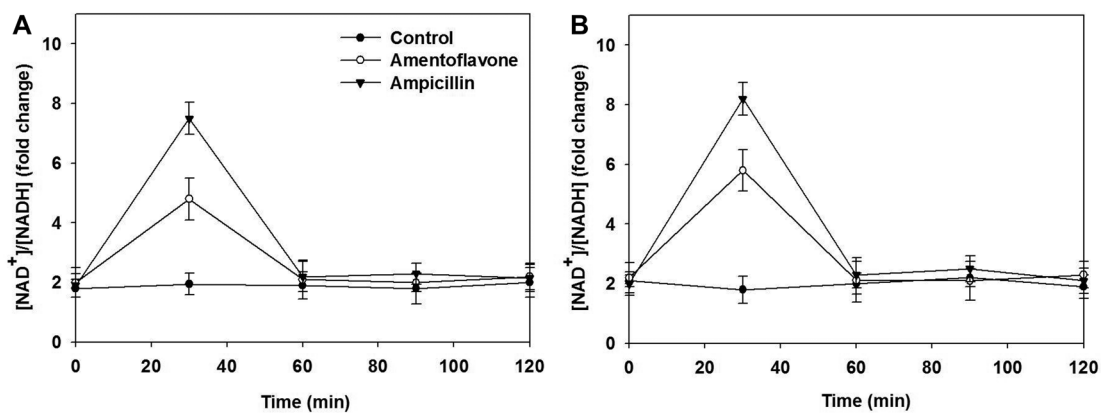 A
Control
Amentoflavone
Ampicillin
[NAD+]/[NADH] (fold change)
10
8
6
4
2
0
0 20 40 60 80 100 120
Time (min)
B
[NAD+]/[NADH] (fold change)
10
8
6
4
2
0
0 20 40 60 80 100 120
Time (min)